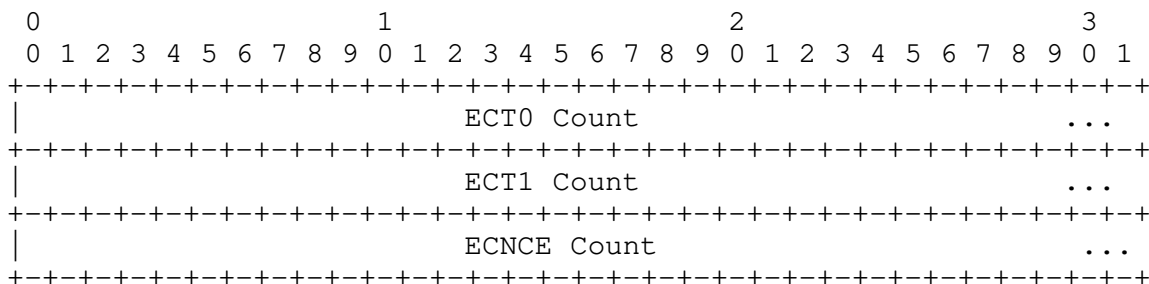 0                   1                   2                   3
 0 1 2 3 4 5 6 7 8 9 0 1 2 3 4 5 6 7 8 9 0 1 2 3 4 5 6 7 8 9 0 1
+-+-+-+-+-+-+-+-+-+-+-+-+-+-+-+-+-+-+-+-+-+-+-+-+-+-+-+-+-+-+-+-+
|                        ECT0 Count                       ...
+-+-+-+-+-+-+-+-+-+-+-+-+-+-+-+-+-+-+-+-+-+-+-+-+-+-+-+-+-+-+-+-+
|                        ECT1 Count                       ...
+-+-+-+-+-+-+-+-+-+-+-+-+-+-+-+-+-+-+-+-+-+-+-+-+-+-+-+-+-+-+-+-+
|                        ECNCE Count                       ...
+-+-+-+-+-+-+-+-+-+-+-+-+-+-+-+-+-+-+-+-+-+-+-+-+-+-+-+-+-+-+-+-+